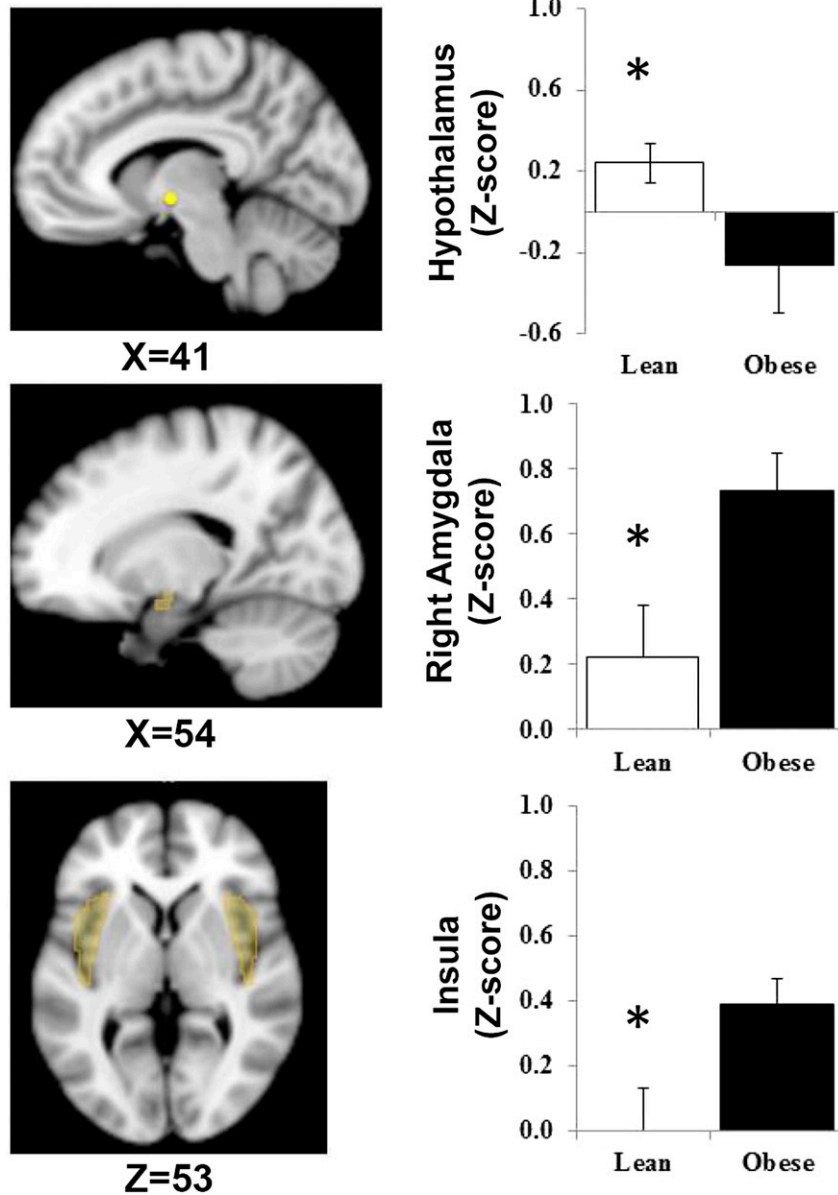 X=41
Hypothalamus
(Z-score)
1.0
0.6
0.2
-0.2
-0.6
*
Lean Obese
X=54
Right Amygdala
(Z-score)
1.0
0.8
0.6
0.4
0.2
0.0
*
Lean Obese
Z=53
Insula
(Z-score)
1.0
0.8
0.6
0.4
0.2
0.0
*
Lean Obese